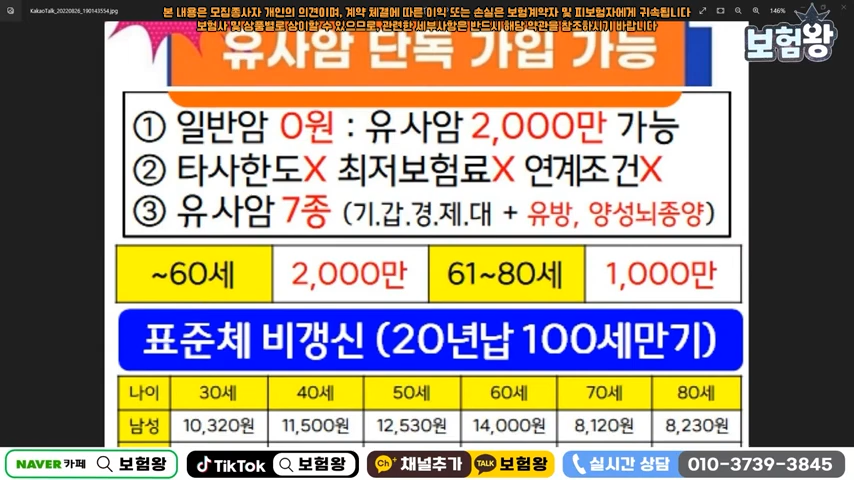 KakaoTalk_20220826_190143554.jpg
본 내용은 모집종사자 개인의 의견이며, 계약 체결에 따른 이익 또는 손실은 보험계약자 및 피보험자에게 귀속됩니다
보험사 및 상품별로 상이할 수 있으므로, 관련한 세부사항은 반드시 해당 약관을 참조하시기 바랍니다
146%
보험왕
유사암 단독 가입 가능
① 일반암 0원 : 유사암 2,000만 가능
② 타사한도X 최저보험료X 연계조건X
③ 유사암 7종 (기.갑.경.제.대 + 유방, 양성뇌종양)
~60세 2,000만 61~80세 1,000만
표준체 비갱신 (20년납 100세만기)
나이 30세 40세 50세 60세 70세 80세
남성 10,320원 11,500원 12,530원 14,000원 8,120원 8,230원
NAVER 카페 보험왕 TikTok 보험왕 Ch+ 채널추가 TALK 보험왕 실시간 상담 010-3739-3845